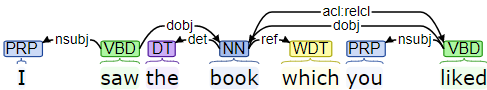 acl:relcl
dobj dobj
nsubj det ref nsubj
PRP VBD DT NN WDT PRP VBD
I saw the book which you liked